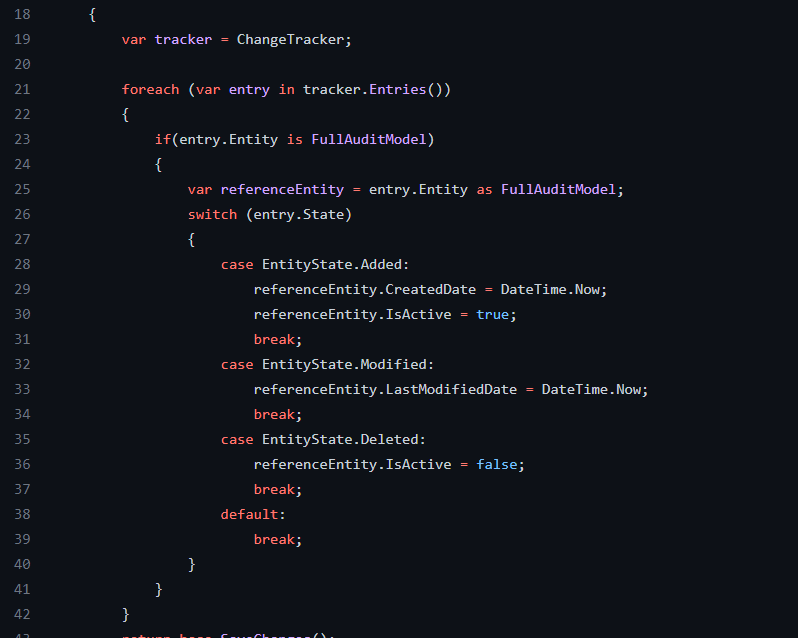 18 {
19 var tracker = ChangeTracker;
20
21 foreach (var entry in tracker.Entries())
22 {
23 if(entry.Entity is FullAuditModel)
24 {
25 var referenceEntity = entry.Entity as FullAuditModel;
26 switch (entry.State)
27 {
28 case EntityState.Added:
29 referenceEntity.CreatedDate = DateTime.Now;
30 referenceEntity.IsActive = true;
31 break;
32 case EntityState.Modified:
33 referenceEntity.LastModifiedDate = DateTime.Now;
34 break;
35 case EntityState.Deleted:
36 referenceEntity.IsActive = false;
37 break;
38 default:
39 break;
40 }
41 }
42 }
43 return base.SaveChanges();